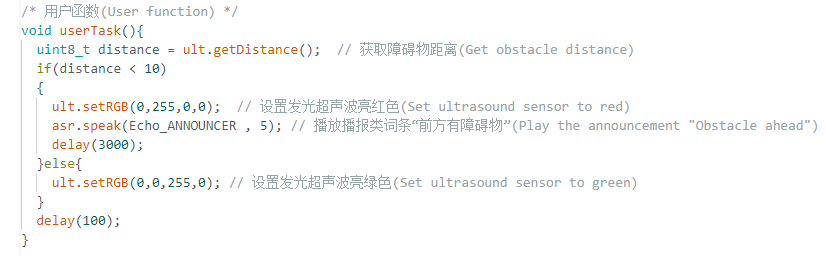 /* 用户函数(User function) */
void userTask(){
  uint8_t distance = ult.getDistance();  // 获取障碍物距离(Get obstacle distance)
  if(distance < 10)
  {
    ult.setRGB(0,255,0,0);  // 设置发光超声波亮红色(Set ultrasound sensor to red)
    asr.speak(Echo_ANNOUNCER , 5); // 播放播报类词条“前方有障碍物”(Play the announcement "Obstacle ahead")
    delay(3000);
  }else{
    ult.setRGB(0,0,255,0); // 设置发光超声波亮绿色(Set ultrasound sensor to green)
  }
  delay(100);
}